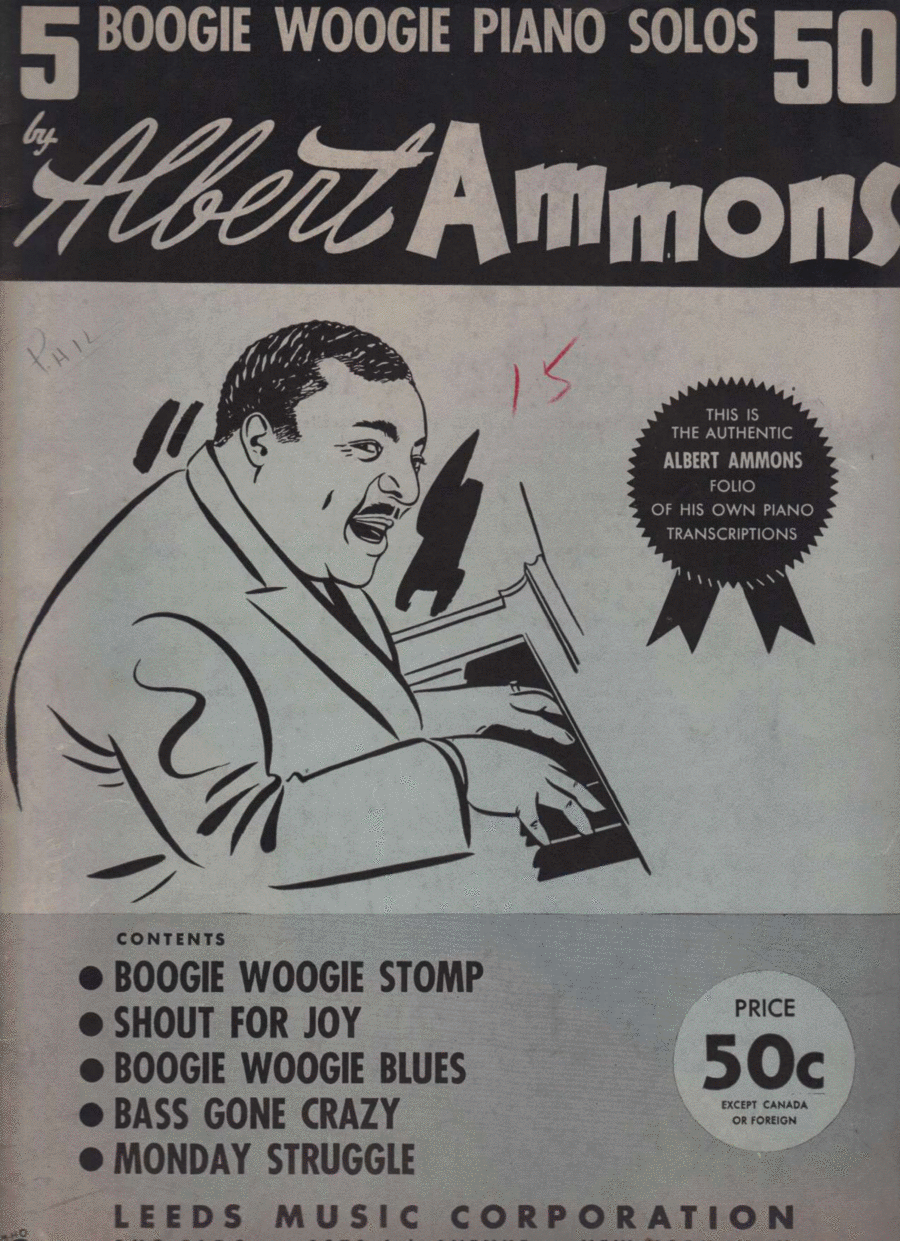 5 BOOGIE WOOGIE PIANO SOLOS 50
by Albert Ammons
PHIL
15
THIS IS
THE AUTHENTIC
ALBERT AMMONS
FOLIO
OF HIS OWN PIANO
TRANSCRIPTIONS
CONTENTS
● BOOGIE WOOGIE STOMP
● SHOUT FOR JOY
● BOOGIE WOOGIE BLUES
● BASS GONE CRAZY
● MONDAY STRUGGLE
PRICE
50c
EXCEPT CANADA
OR FOREIGN
LEEDS MUSIC CORPORATION